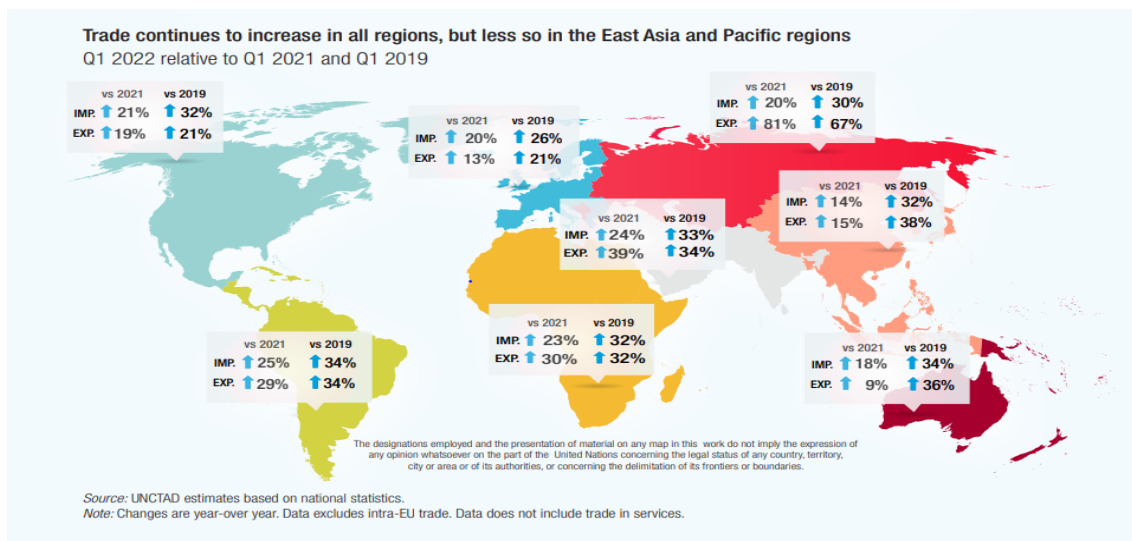 Trade continues to increase in all regions, but less so in the East Asia and Pacific regions
Q1 2022 relative to Q1 2021 and Q1 2019
vs 2021 vs 2019
IMP. 21% 32%
EXP. 19% 21%
vs 2021 vs 2019
IMP. 20% 26%
EXP. 13% 21%
vs 2021 vs 2019
IMP. 20% 30%
EXP. 81% 67%
vs 2021 vs 2019
IMP. 14% 32%
EXP. 15% 38%
vs 2021 vs 2019
IMP. 24% 33%
EXP. 39% 34%
vs 2021 vs 2019
IMP. 25% 34%
EXP. 29% 34%
vs 2021 vs 2019
IMP. 23% 32%
EXP. 30% 32%
vs 2021 vs 2019
IMP. 18% 34%
EXP. 9% 36%
The designations employed and the presentation of material on any map in this work do not imply the expression of
any opinion whatsoever on the part of the United Nations concerning the legal status of any country, territory,
city or area or of its authorities, or concerning the delimitation of its frontiers or boundaries.
Source: UNCTAD estimates based on national statistics.
Note: Changes are year-over year. Data excludes intra-EU trade. Data does not include trade in services.